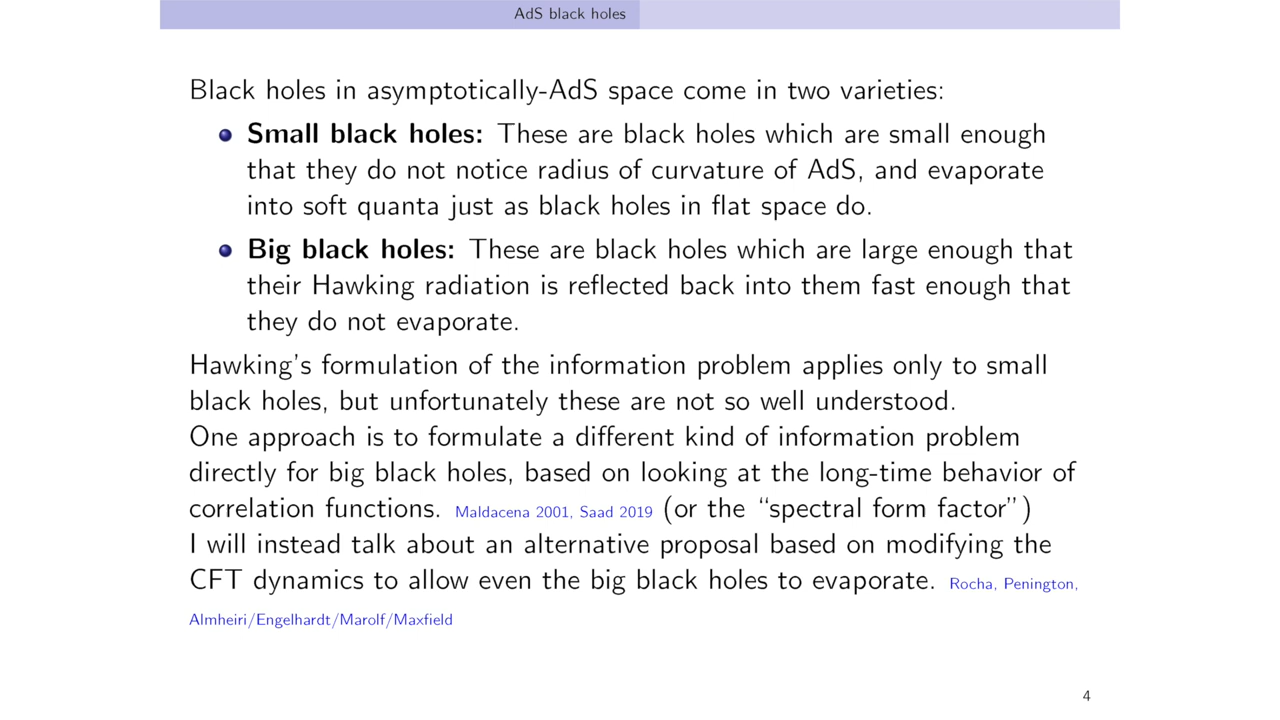 AdS black holes
Black holes in asymptotically-AdS space come in two varieties:
Small black holes: These are black holes which are small enough
that they do not notice radius of curvature of AdS, and evaporate
into soft quanta just as black holes in flat space do.
Big black holes: These are black holes which are large enough that
their Hawking radiation is reflected back into them fast enough that
they do not evaporate.
Hawking's formulation of the information problem applies only to small
black holes, but unfortunately these are not so well understood.
One approach is to formulate a different kind of information problem
directly for big black holes, based on looking at the long-time behavior of
correlation functions. Maldacena 2001, Saad 2019 (or the “spectral form factor”)
I will instead talk about an alternative proposal based on modifying the
CFT dynamics to allow even the big black holes to evaporate. Rocha, Penington,
Almheiri/Engelhardt/Marolf/Maxfield
4